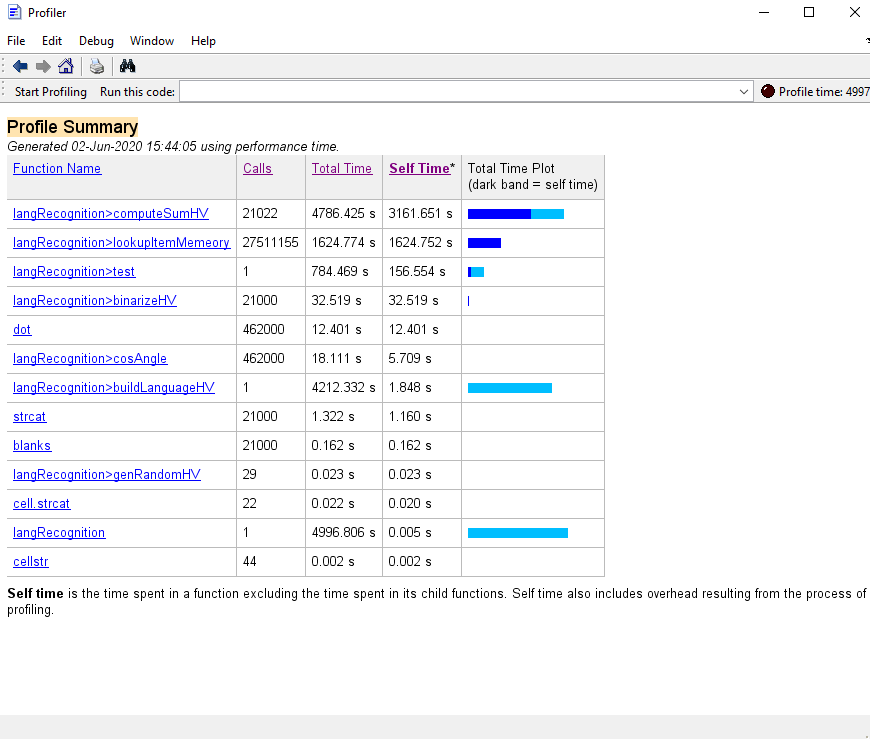 Profiler
File Edit Debug Window Help
Start Profiling Run this code: Profile time: 4997
Profile Summary
Generated 02-Jun-2020 15:44:05 using performance time.
Function Name Calls Total Time Self Time* Total Time Plot
(dark band = self time)
langRecognition>computeSumHV 21022 4786.425 s 3161.651 s
langRecognition>lookupItemMemeory 27511155 1624.774 s 1624.752 s
langRecognition>test 1 784.469 s 156.554 s
langRecognition>binarizeHV 21000 32.519 s 32.519 s
dot 462000 12.401 s 12.401 s
langRecognition>cosAngle 462000 18.111 s 5.709 s
langRecognition>buildLanguageHV 1 4212.332 s 1.848 s
strcat 21000 1.322 s 1.160 s
blanks 21000 0.162 s 0.162 s
langRecognition>genRandomHV 29 0.023 s 0.023 s
cell.strcat 22 0.022 s 0.020 s
langRecognition 1 4996.806 s 0.005 s
cellstr 44 0.002 s 0.002 s
Self time is the time spent in a function excluding the time spent in its child functions. Self time also includes overhead resulting from the process of
profiling.